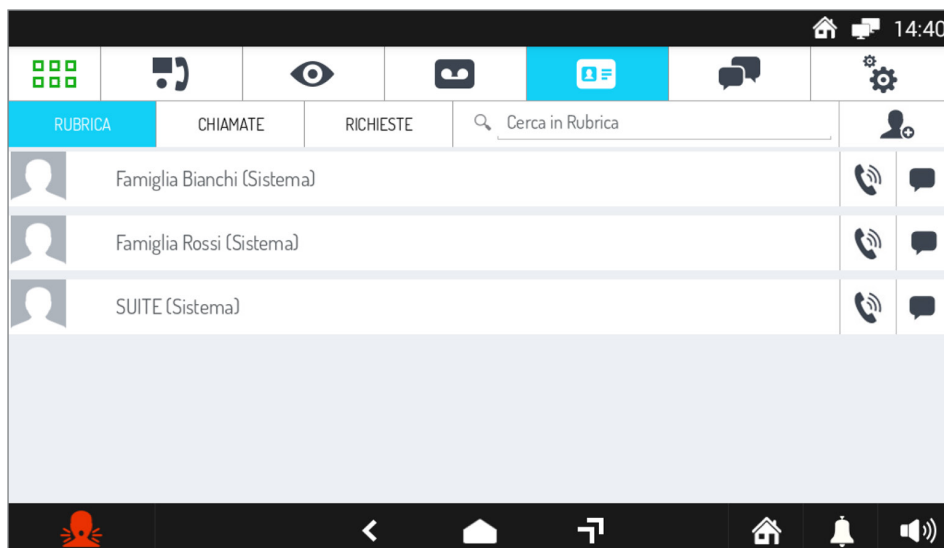 14:40
RUBRICA CHIAMATE RICHIESTE Cerca in Rubrica
Famiglia Bianchi (Sistema)
Famiglia Rossi (Sistema)
SUITE (Sistema)